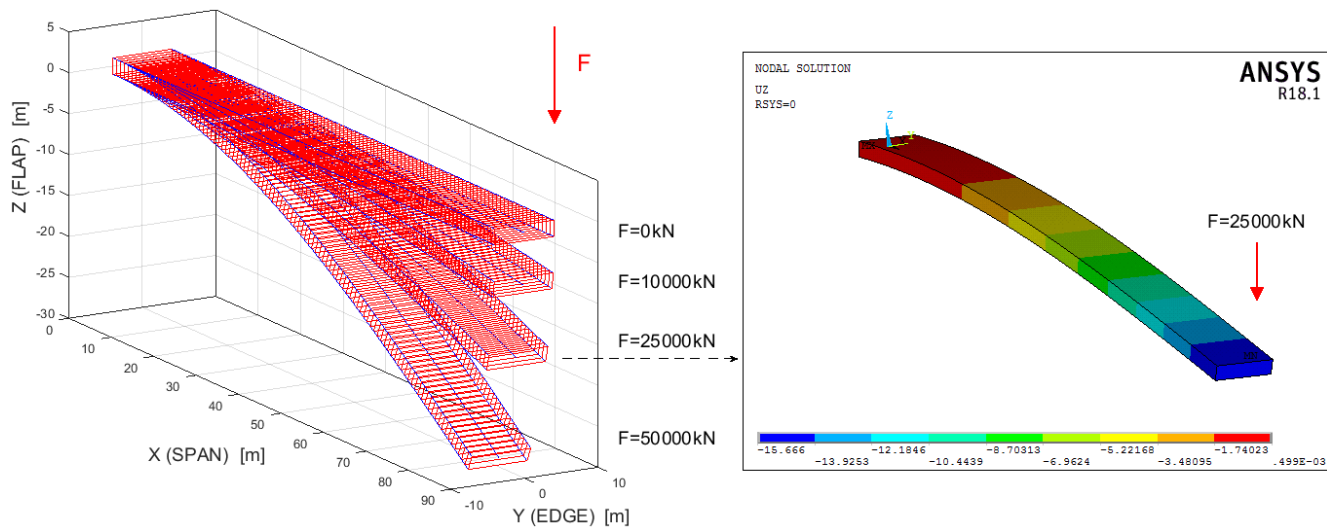 5
0
-5
-10
-15
-20
-25
-30
Z (FLAP) [m]
0
10
20
30
40
50
60
70
80
90
X (SPAN) [m]
-10
0
10
Y (EDGE) [m]
F
F=0kN
F=10000kN
F=25000kN
F=50000kN
NODAL SOLUTION
UZ
RSYS=0
ANSYS
R18.1
Z
F=25000kN
-15.666 -12.1846 -8.70313 -5.22168 -1.74023
-13.9253 -10.4439 -6.9624 -3.48095 .499E-03